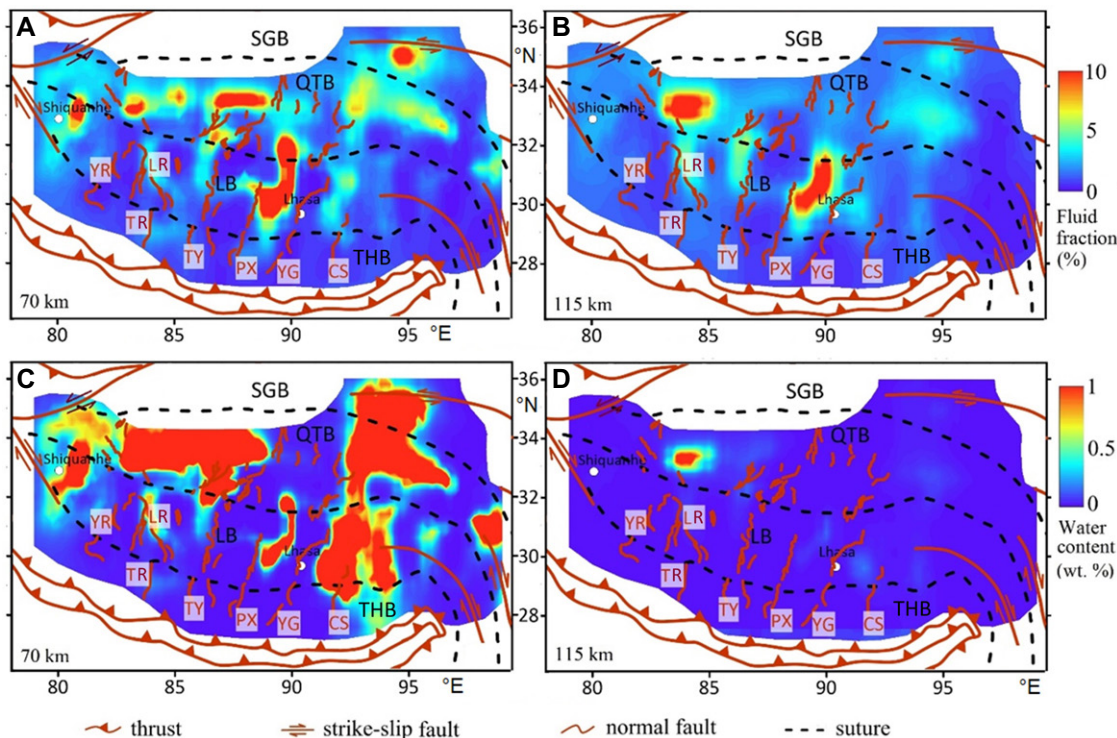 A
B
SGB
SGB
QTB
QTB
Shiquanhe
Shiquanhe
YR
LR
YR
LR
LB
LB
Lhasa
Lhasa
TR
TR
TY
PX
YG
CS
THB
TY
PX
YG
CS
THB
70 km
115 km
36
°N
34
32
30
28
10
5
0
Fluid
fraction
(%)
80
85
90
°E
95
80
85
90
95
C
D
SGB
SGB
QTB
QTB
Shiquanhe
Shiquanhe
YR
LR
YR
LR
LB
LB
Lhasa
Lhasa
TR
TR
TY
PX
YG
CS
THB
TY
PX
YG
CS
THB
70 km
115 km
36
°N
34
32
30
28
1
0.5
0
Water
content
(wt. %)
80
85
90
95
°E
80
85
90
95
°E
thrust
strike-slip fault
normal fault
suture